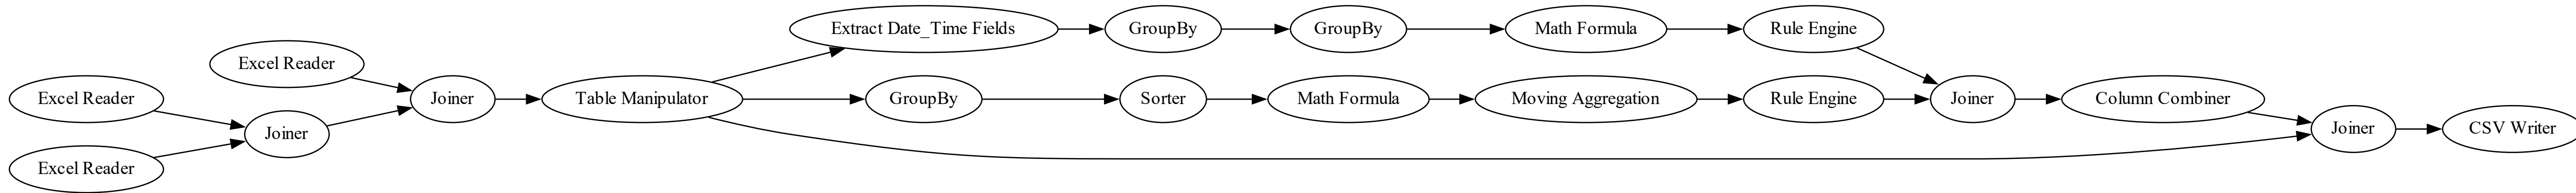 Extract Date_Time Fields
GroupBy
GroupBy
Math Formula
Rule Engine
Excel Reader
Excel Reader
Joiner
Table Manipulator
GroupBy
Sorter
Math Formula
Moving Aggregation
Rule Engine
Joiner
Column Combiner
Joiner
Joiner
CSV Writer
Excel Reader